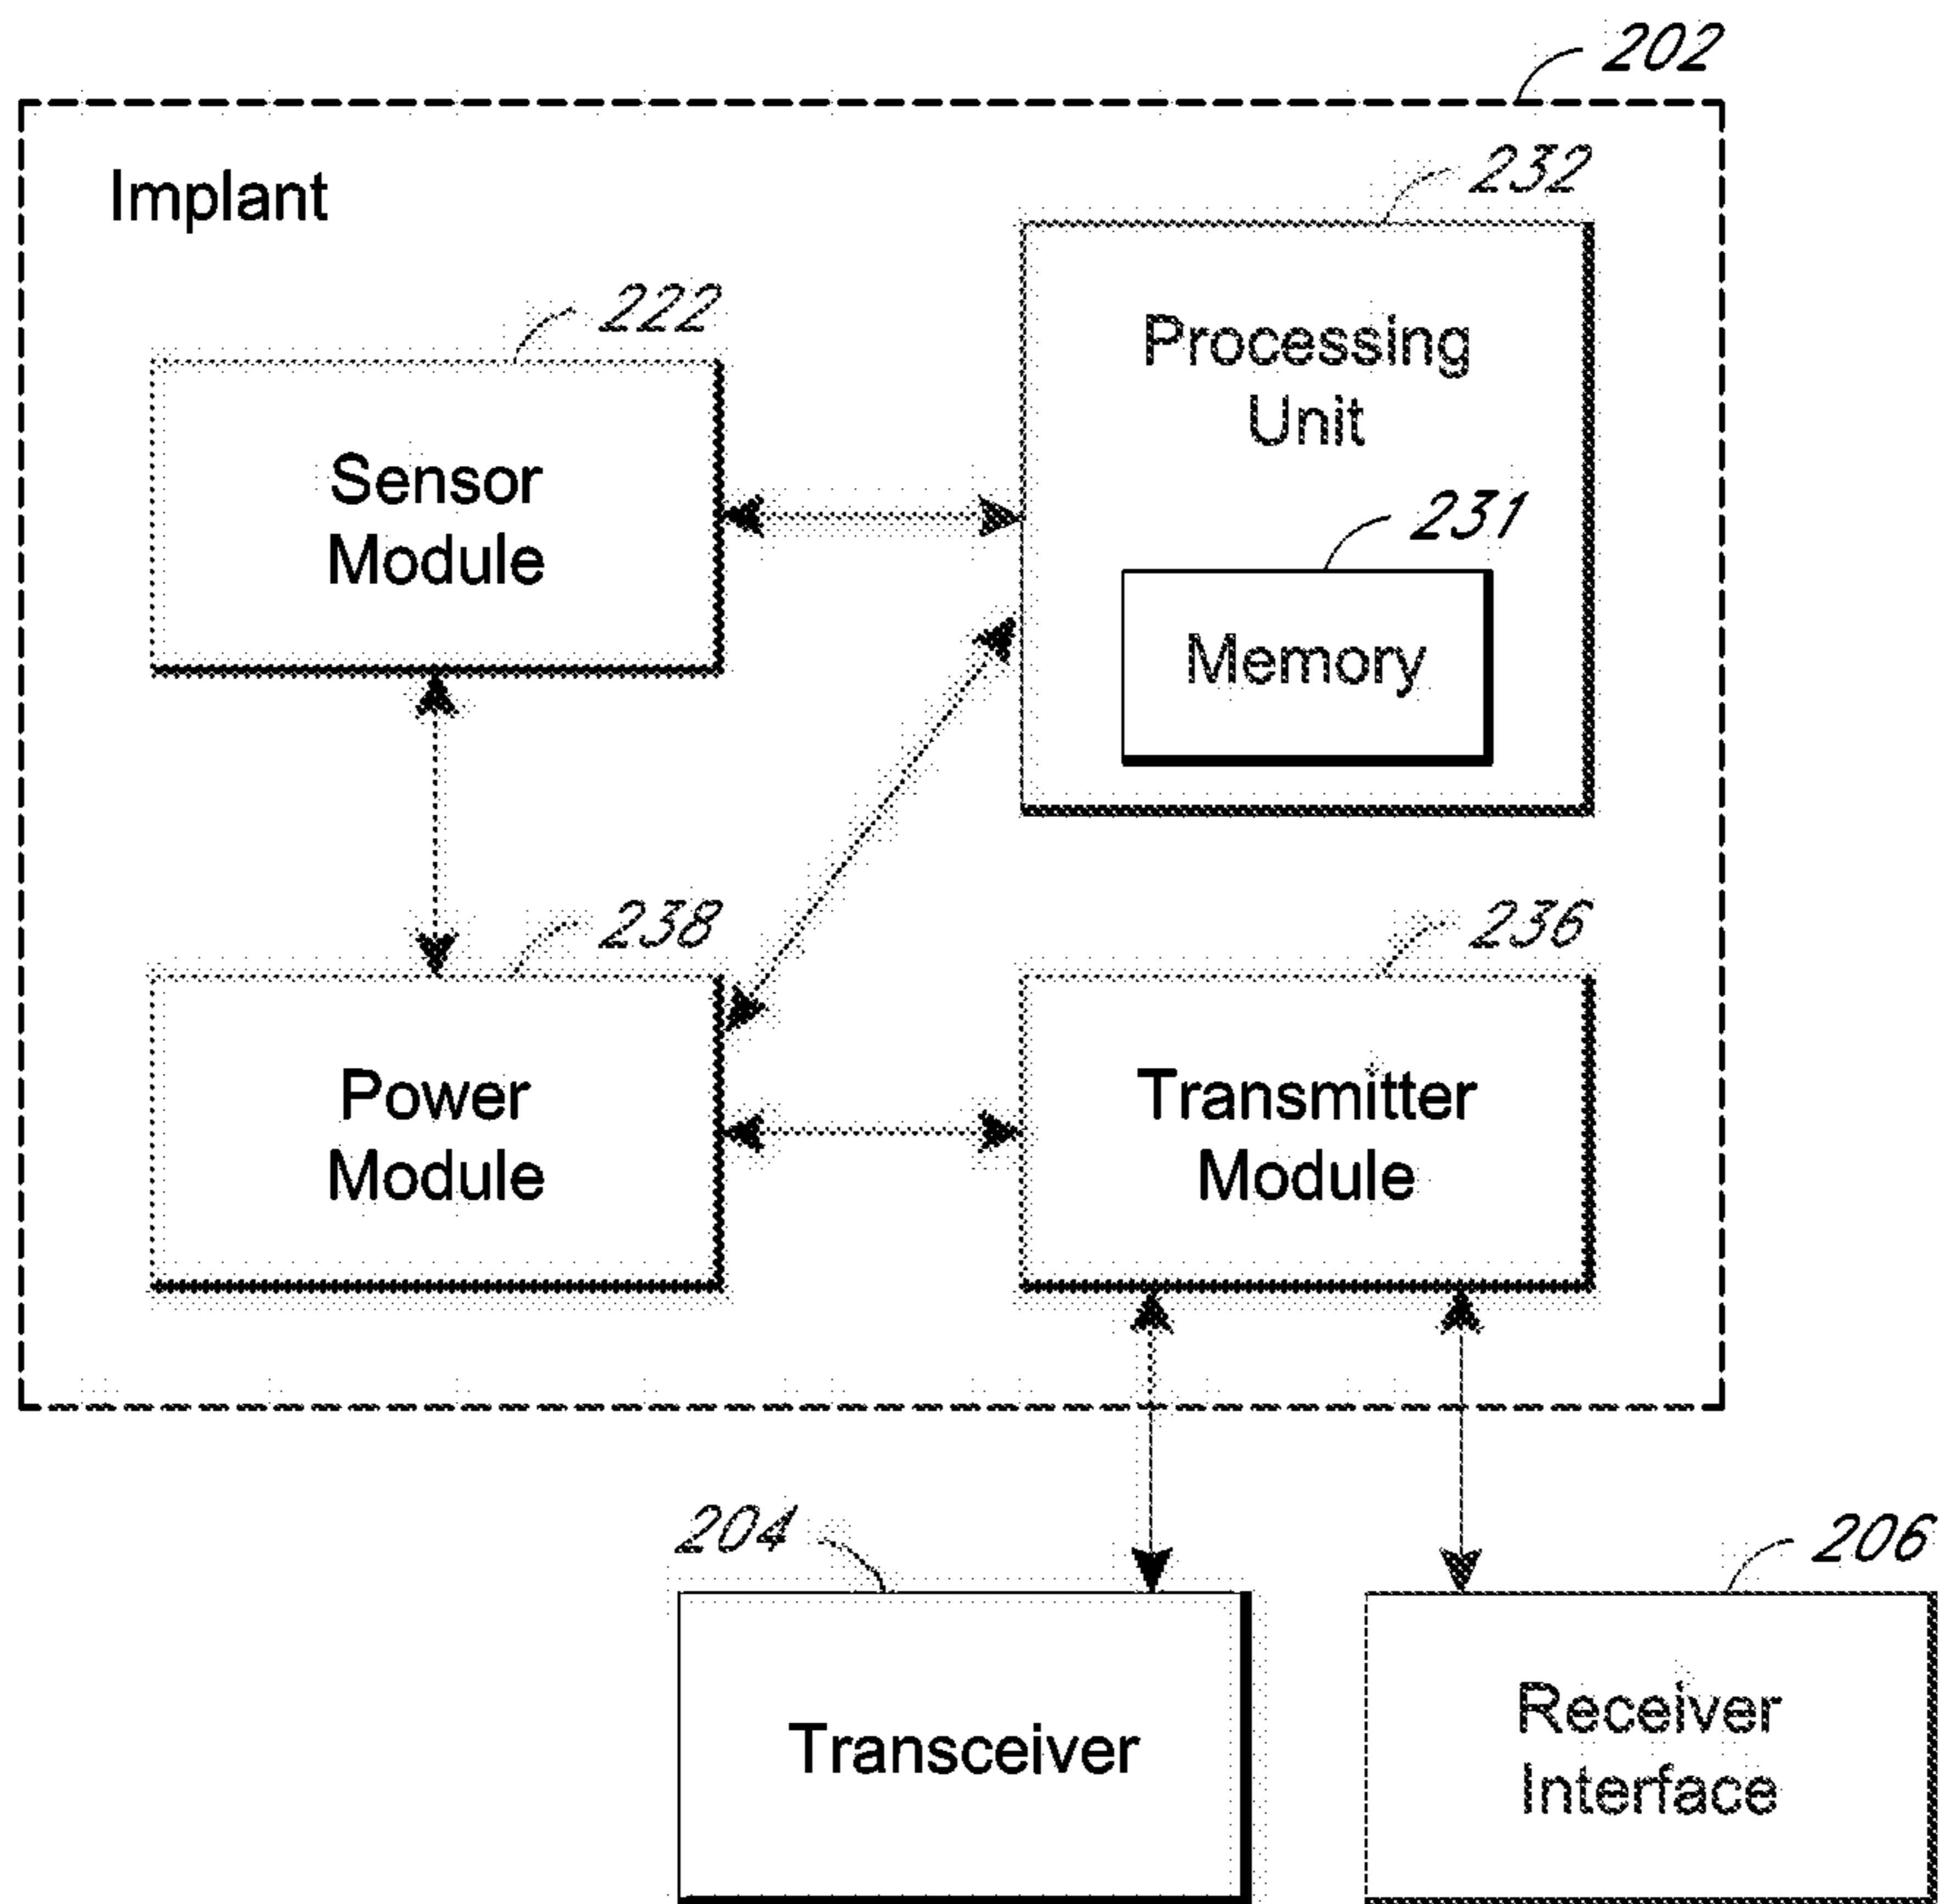 202
Implant
232
222
Processing
Unit
Sensor
Module
231
Memory
238
236
Power
Module
Transmitter
Module
204
206
Transceiver
Receiver
Interface